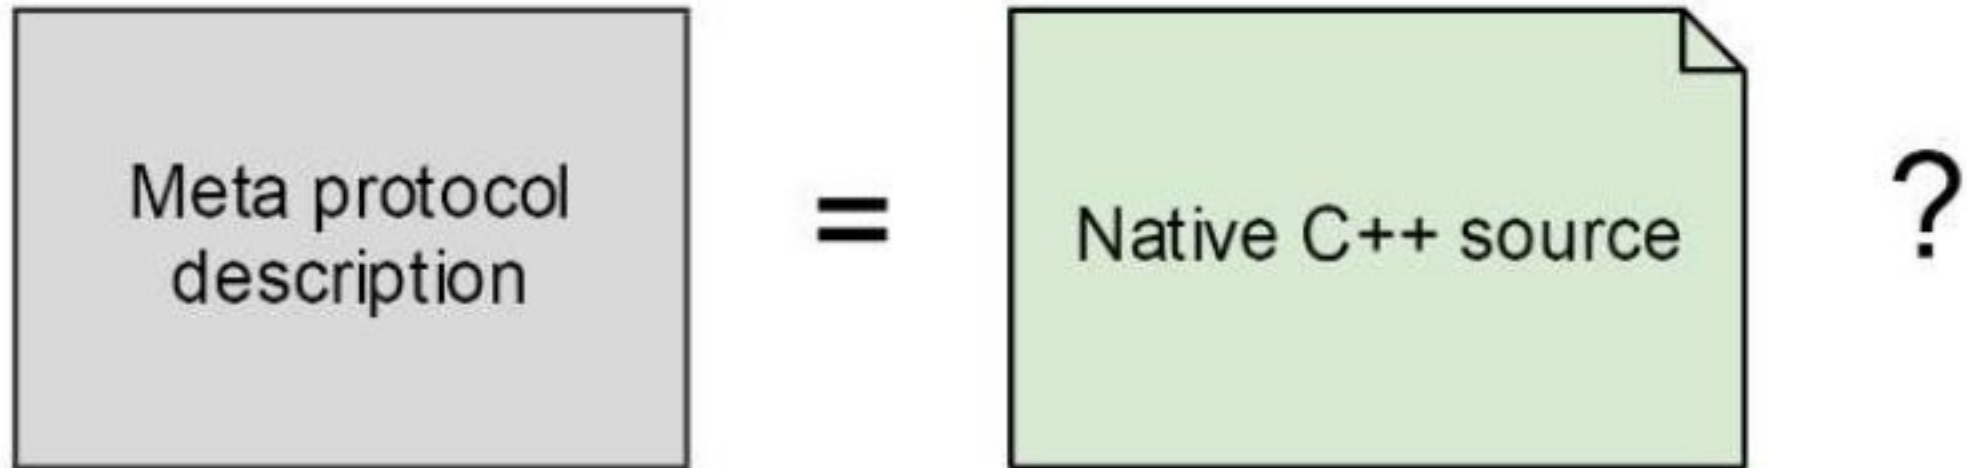 Meta protocol
description
=
Native C++ source
?